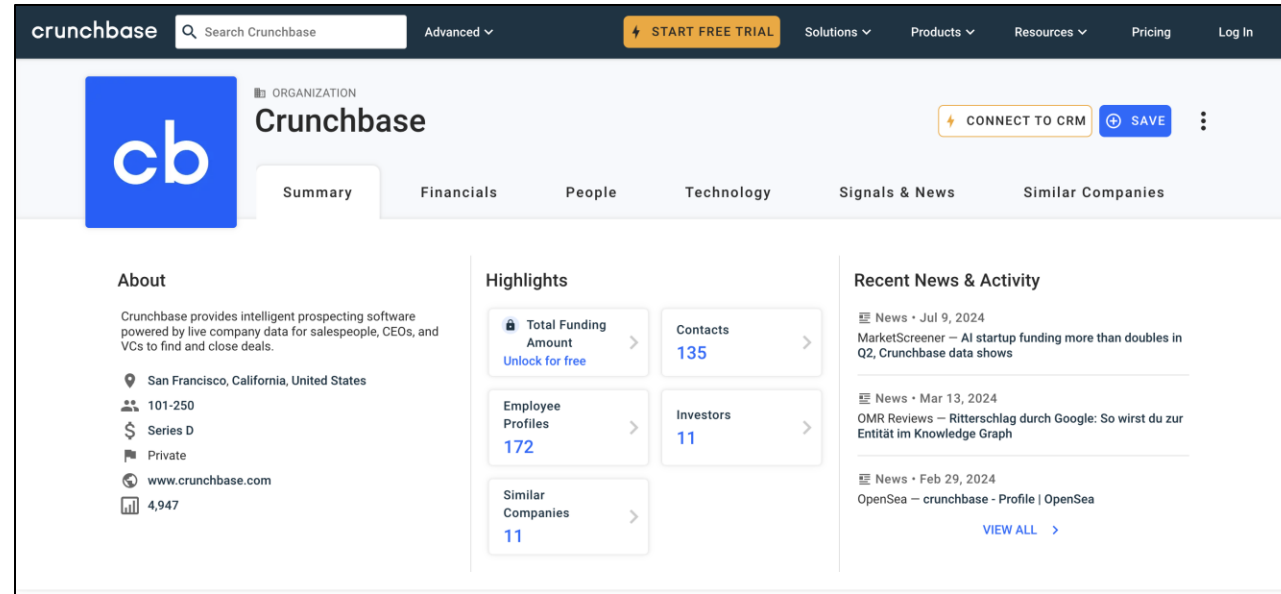 crunchbase
Search Crunchbase
Advanced
START FREE TRIAL
Solutions
Products
Resources
Pricing
Log In
cb
ORGANIZATION
Crunchbase
CONNECT TO CRM
SAVE
Summary
Financials
People
Technology
Signals & News
Similar Companies
About
Crunchbase provides intelligent prospecting software
powered by live company data for salespeople, CEOs, and
VCs to find and close deals.
San Francisco, California, United States
101-250
Series D
Private
www.crunchbase.com
4,947
Highlights
Total Funding
Amount
Unlock for free
Contacts
135
Employee
Profiles
172
Investors
11
Similar
Companies
11
Recent News & Activity
News • Jul 9, 2024
MarketScreener — AI startup funding more than doubles in
Q2, Crunchbase data shows
News • Mar 13, 2024
OMR Reviews — Ritterschlag durch Google: So wirst du zur
Entität im Knowledge Graph
News • Feb 29, 2024
OpenSea — crunchbase - Profile | OpenSea
VIEW ALL